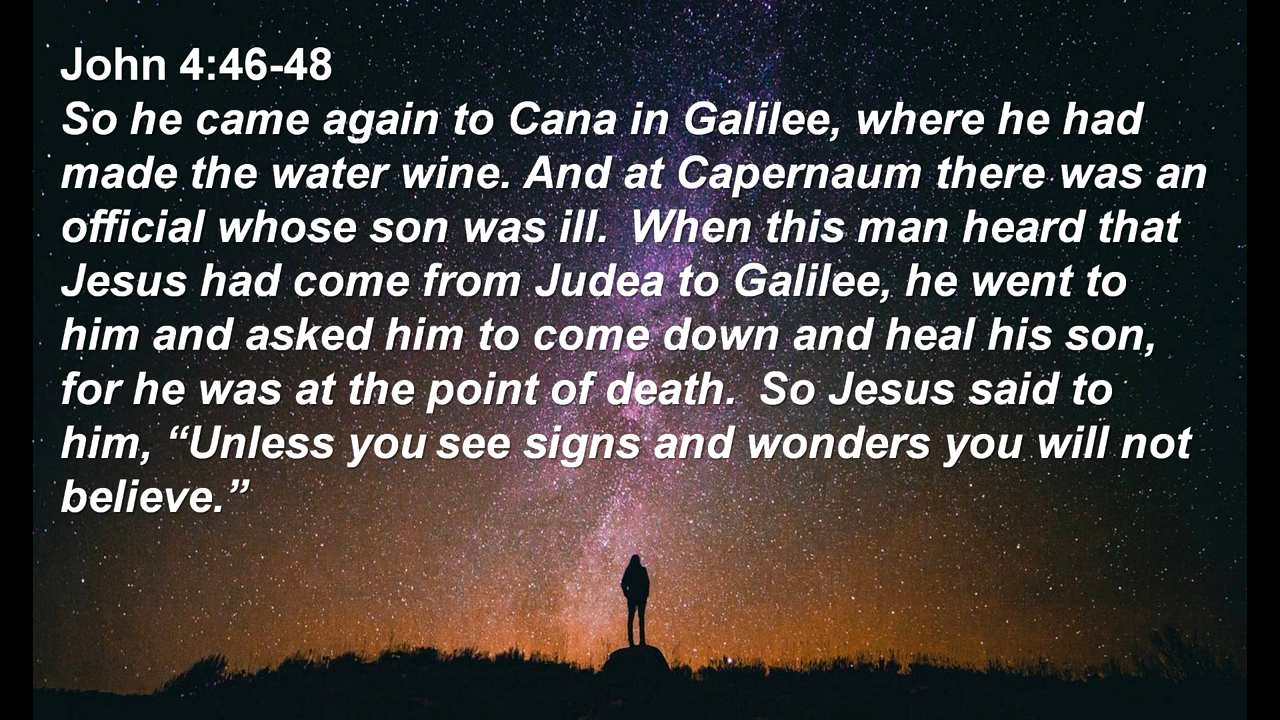 John 4:46-48
So he came again to Cana in Galilee, where he had
made the water wine. And at Capernaum there was an
official whose son was ill.  When this man heard that
Jesus had come from Judea to Galilee, he went to
him and asked him to come down and heal his son,
for he was at the point of death.  So Jesus said to
him, “Unless you see signs and wonders you will not
believe.”